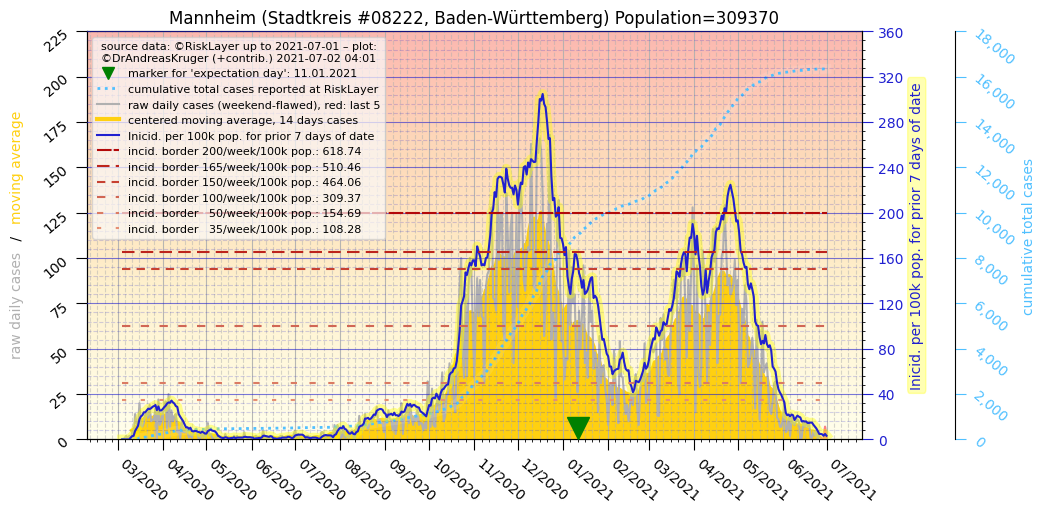 Mannheim (Stadtkreis #08222, Baden-Württemberg) Population=309370
source data: ©RiskLayer up to 2021-07-01 – plot:
©DrAndreasKruger (+contrib.) 2021-07-02 04:01
marker for 'expectation day': 11.01.2021
cumulative total cases reported at RiskLayer
raw daily cases (weekend-flawed), red: last 5
centered moving average, 14 days cases
Inicid. per 100k pop. for prior 7 days of date
incid. border 200/week/100k pop.: 618.74
incid. border 165/week/100k pop.: 510.46
incid. border 150/week/100k pop.: 464.06
incid. border 100/week/100k pop.: 309.37
incid. border   50/week/100k pop.: 154.69
incid. border   35/week/100k pop.: 108.28
raw daily cases  /  moving average
225
200
175
150
125
100
75
50
25
0
03/2020
04/2020
05/2020
06/2020
07/2020
08/2020
09/2020
10/2020
11/2020
12/2020
01/2021
02/2021
03/2021
04/2021
05/2021
06/2021
07/2021
360
320
280
240
200
160
120
80
40
0
Inicid. per 100k pop. for prior 7 days of date
18,000
16,000
14,000
12,000
10,000
8,000
6,000
4,000
2,000
0
cumulative total cases